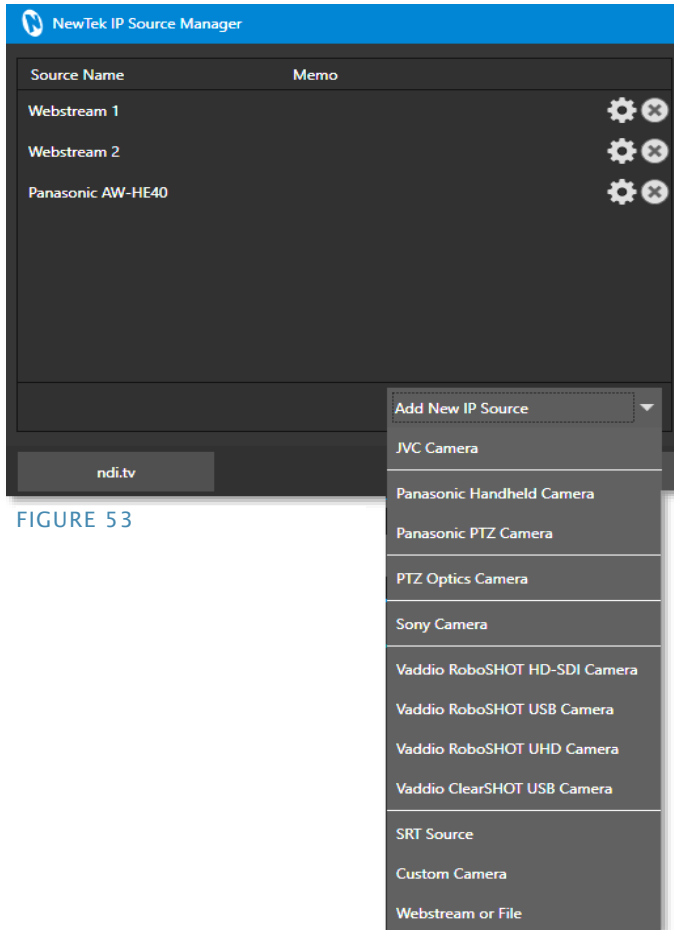 NewTek IP Source Manager
Source Name Memo
Webstream 1
Webstream 2
Panasonic AW-HE40
Add New IP Source
JVC Camera
ndi.tv
Panasonic Handheld Camera
FIGURE 53
Panasonic PTZ Camera
PTZ Optics Camera
Sony Camera
Vaddio RoboSHOT HD-SDI Camera
Vaddio RoboSHOT USB Camera
Vaddio RoboSHOT UHD Camera
Vaddio ClearSHOT USB Camera
SRT Source
Custom Camera
Webstream or File